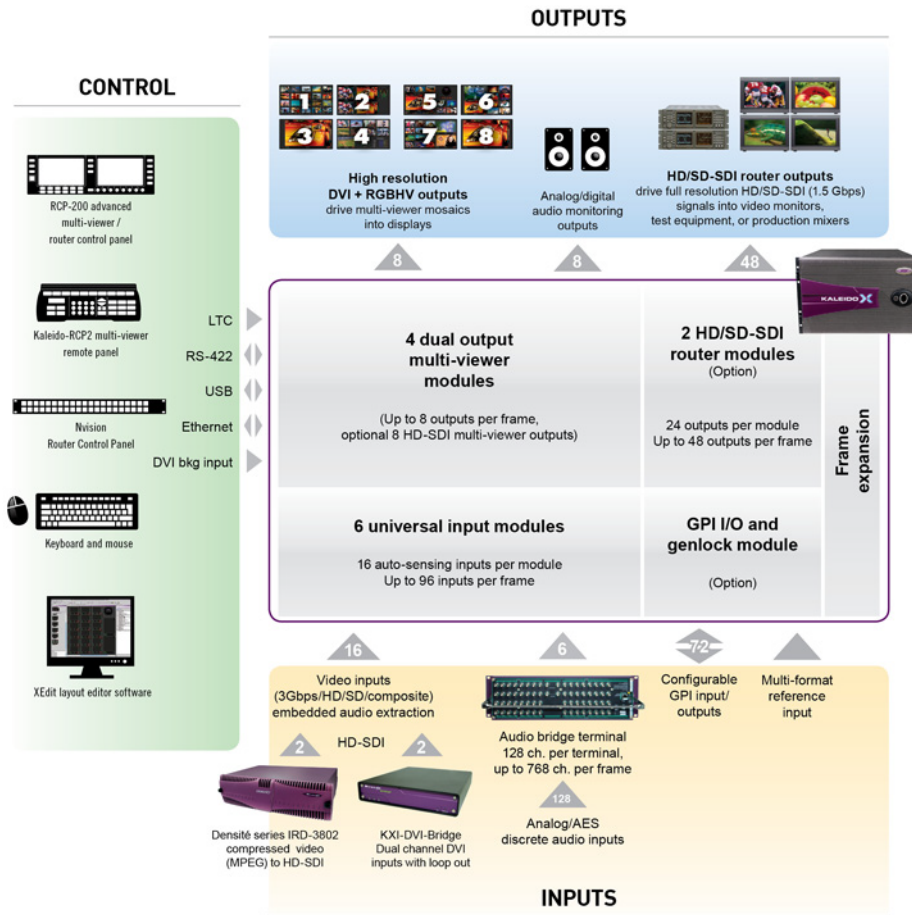 OUTPUTS
CONTROL
RCP-200 advanced
multi-viewer /
router control panel
Kaleido-RCP2 multi-viewer
remote panel
Nvision
Router Control Panel
Keyboard and mouse
XEdit layout editor software
LTC
RS-422
USB
Ethernet
DVI bkg input
1
2
5
6
3
4
7
8
High resolution
DVI + RGBHV outputs
drive multi-viewer mosaics
into displays
Analog/digital
audio monitoring
outputs
HD/SD-SDI router outputs
drive full resolution HD/SD-SDI (1.5 Gbps)
signals into video monitors,
test equipment, or production mixers
8
8
48
KALEIDO X
4 dual output
multi-viewer
modules
(Up to 8 outputs per frame,
optional 8 HD-SDI multi-viewer outputs)
2 HD/SD-SDI
router modules
(Option)
24 outputs per module
Up to 48 outputs per frame
Frame
expansion
6 universal input modules
16 auto-sensing inputs per module
Up to 96 inputs per frame
GPI I/O and
genlock module
(Option)
16
6
72
Video inputs
(3Gbps/HD/SD/composite)
embedded audio extraction
HD-SDI
2
2
Densité series IRD-3802
compressed video
(MPEG) to HD-SDI
KXI-DVI-Bridge
Dual channel DVI
inputs with loop out
Audio bridge terminal
128 ch. per terminal,
up to 768 ch. per frame
128
Analog/AES
discrete audio inputs
Configurable
GPI input/
outputs
Multi-format
reference
input
INPUTS